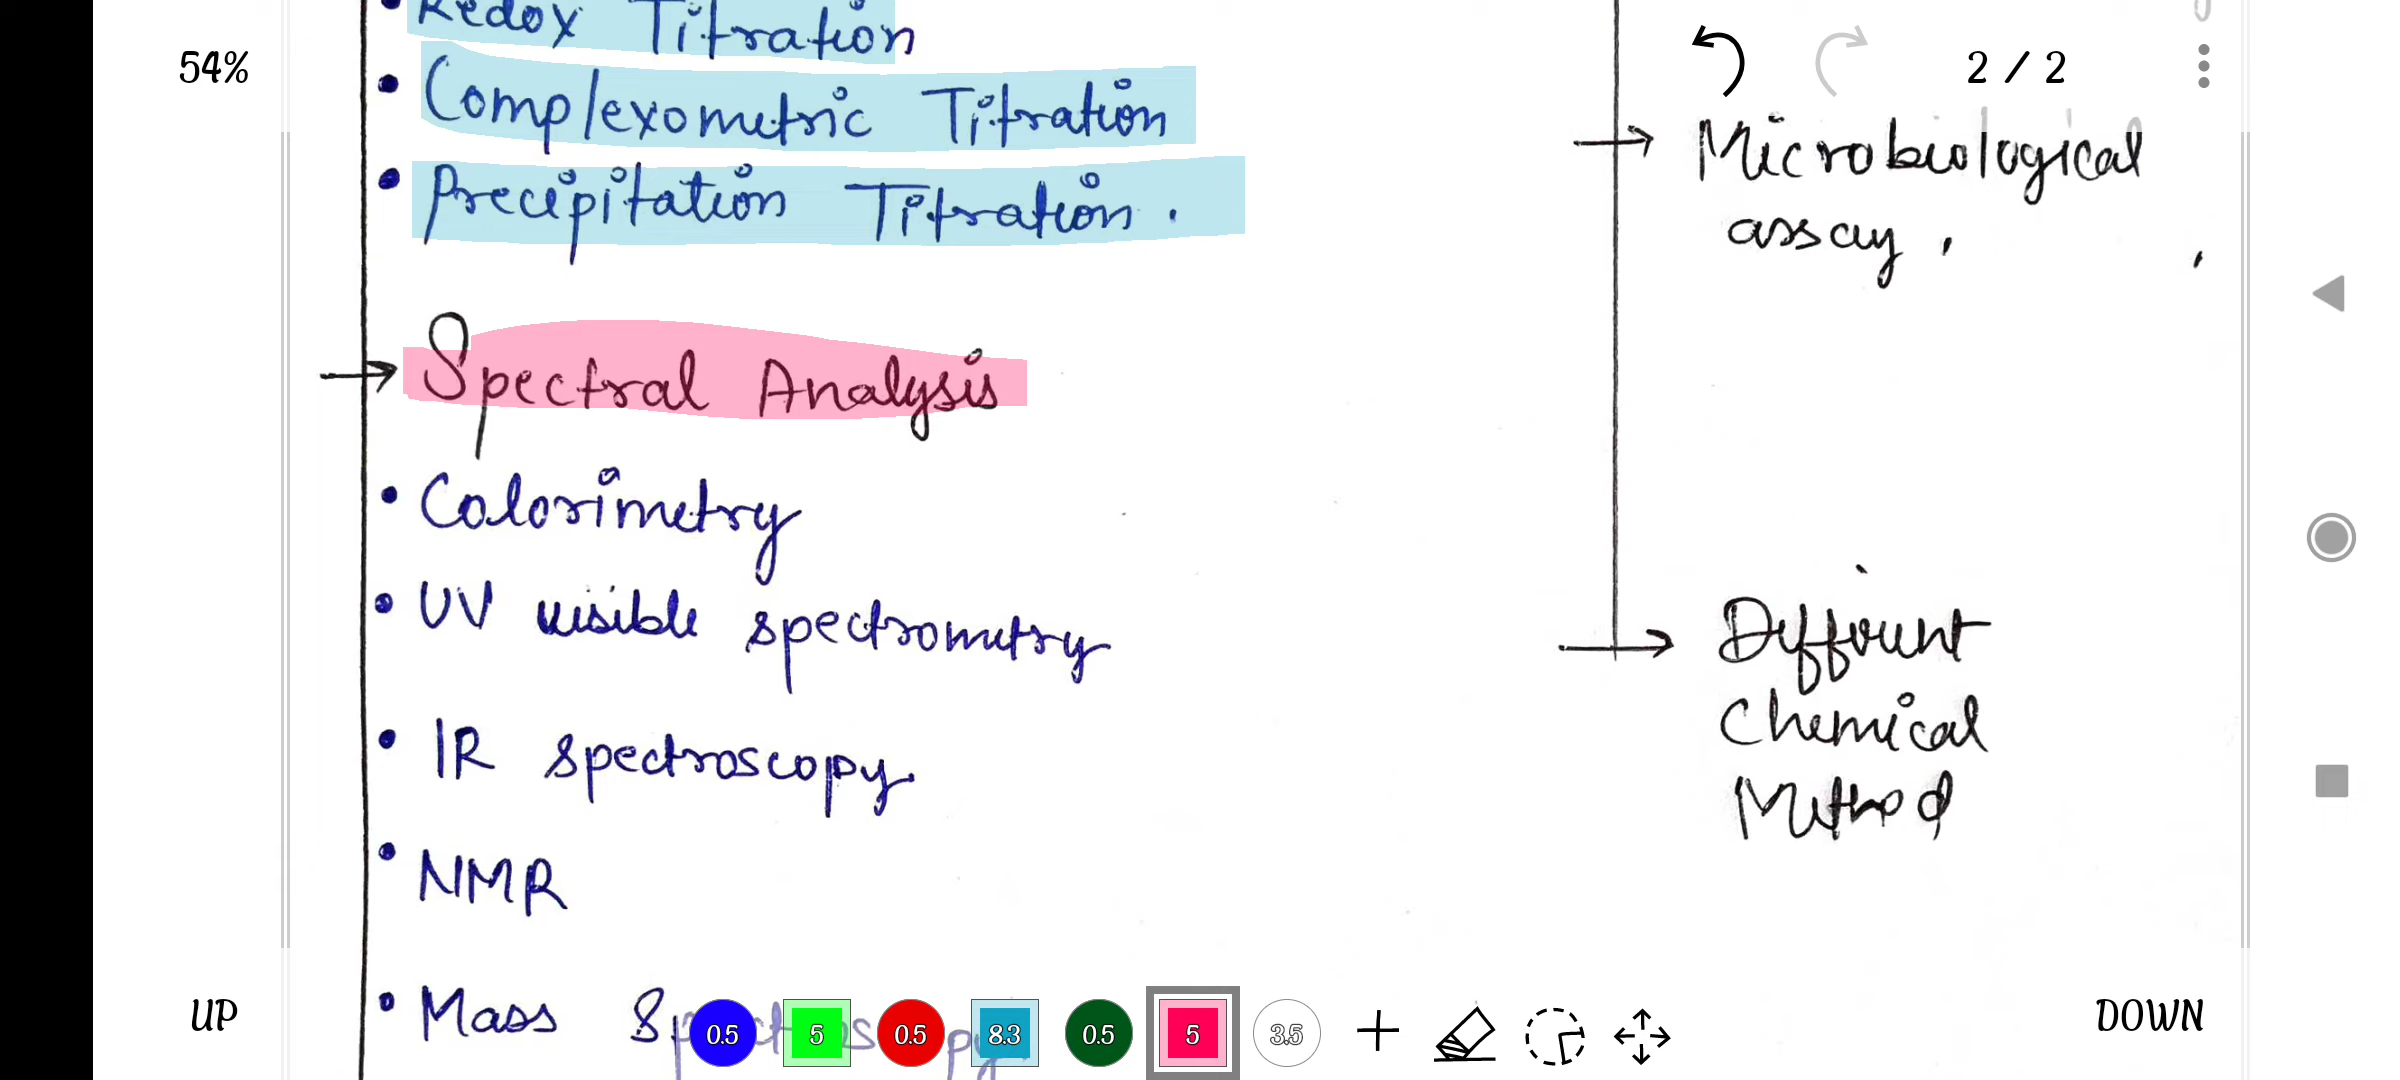 Redox Titration
• Complexometric Titration
• Precipitation Titration.
→ Spectral Analysis
• Colorimetry
• UV visible spectrometry
• IR spectroscopy
• NMR
• Mass Spectroscopy
→ Microbiological
assay.
→ Different
Chemical
Method
54%
2 / 2
UP
0.5
5
0.5
8.3
0.5
5
3.5
DOWN